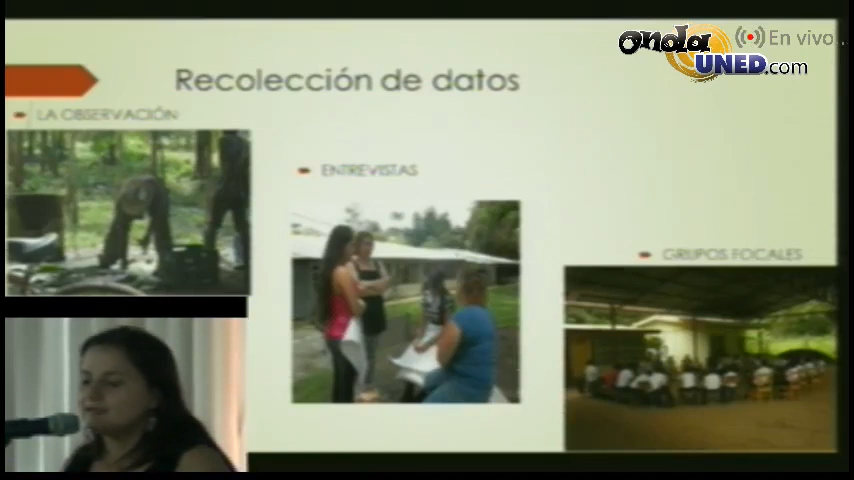 onda
UNED.com
En vivo
Recolección de datos
LA OBSERVACIÓN
ENTREVISTAS
GRUPOS FOCALES